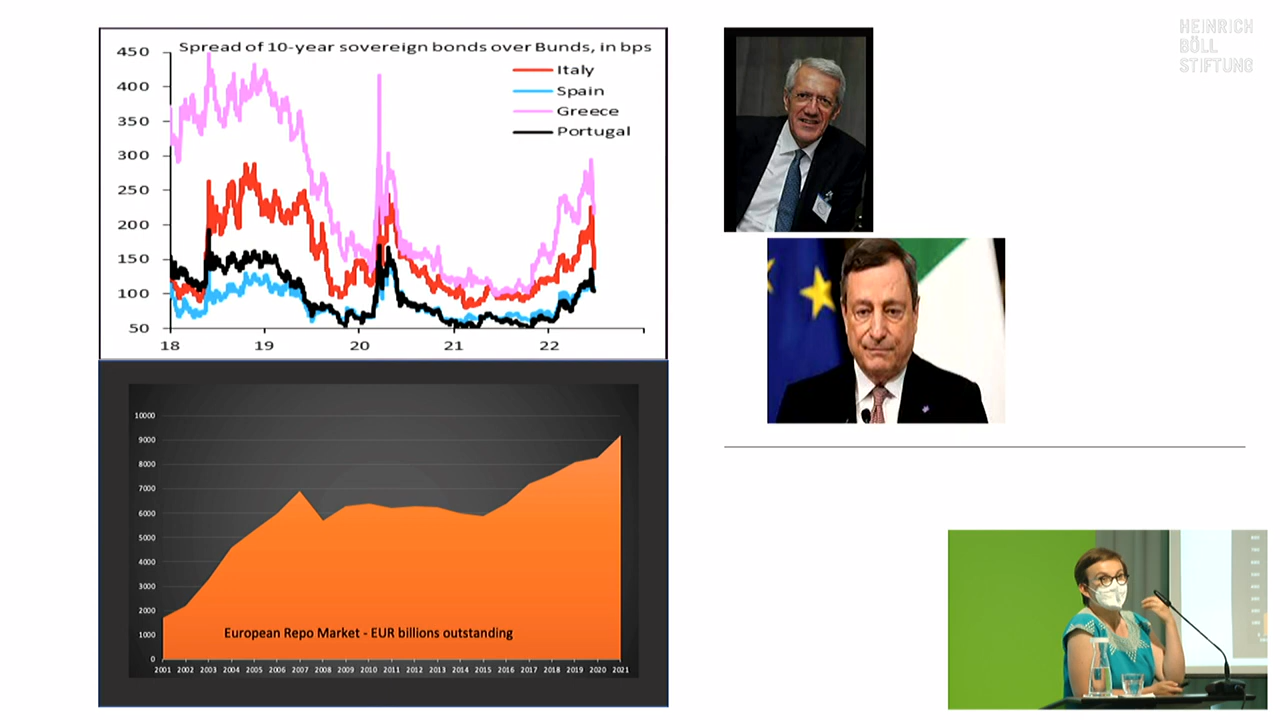 HEINRICH
BÖLL
STIFTUNG
Spread of 10-year sovereign bonds over Bunds, in bps
Italy
Spain
Greece
Portugal
450
400
350
300
250
200
150
100
50
18 19 20 21 22
10000
9000
8000
7000
6000
5000
4000
3000
2000
1000
0
European Repo Market - EUR billions outstanding
2001 2002 2003 2004 2005 2006 2007 2008 2009 2010 2011 2012 2013 2014 2015 2016 2017 2018 2019 2020 2021